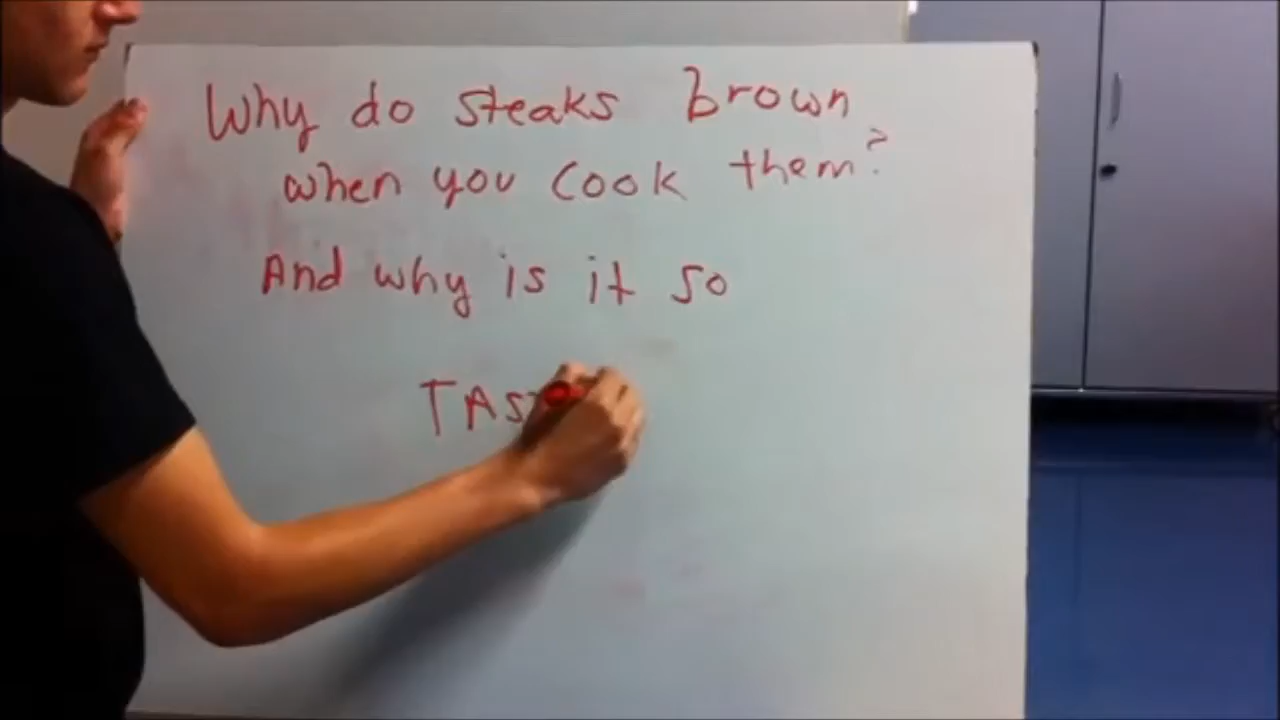 Why do steaks brown
when you cook them?
And why is it so
TAS